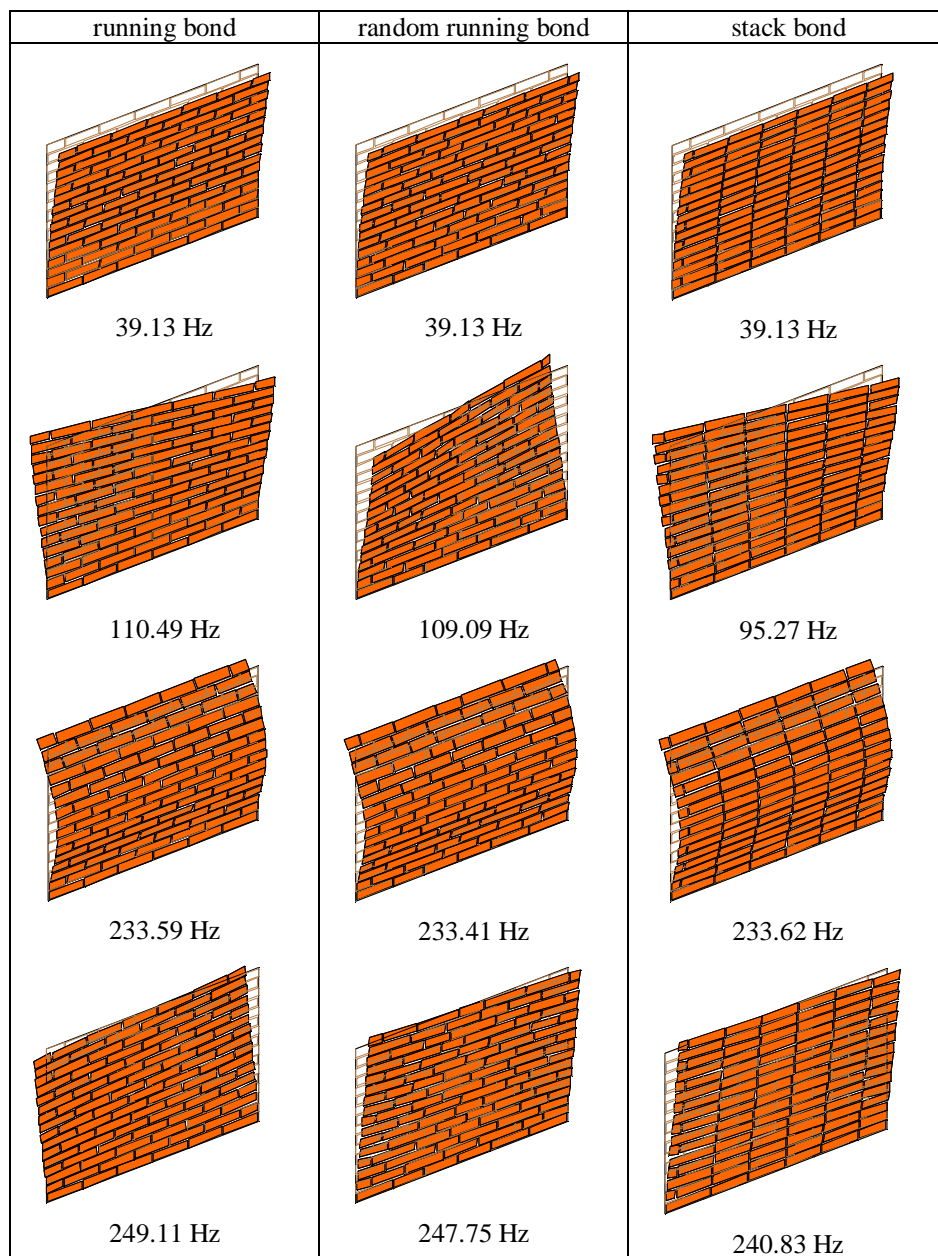 running bond random running bond stack bond
39.13 Hz 39.13 Hz 39.13 Hz
110.49 Hz 109.09 Hz 95.27 Hz
233.59 Hz 233.41 Hz 233.62 Hz
249.11 Hz 247.75 Hz 240.83 Hz